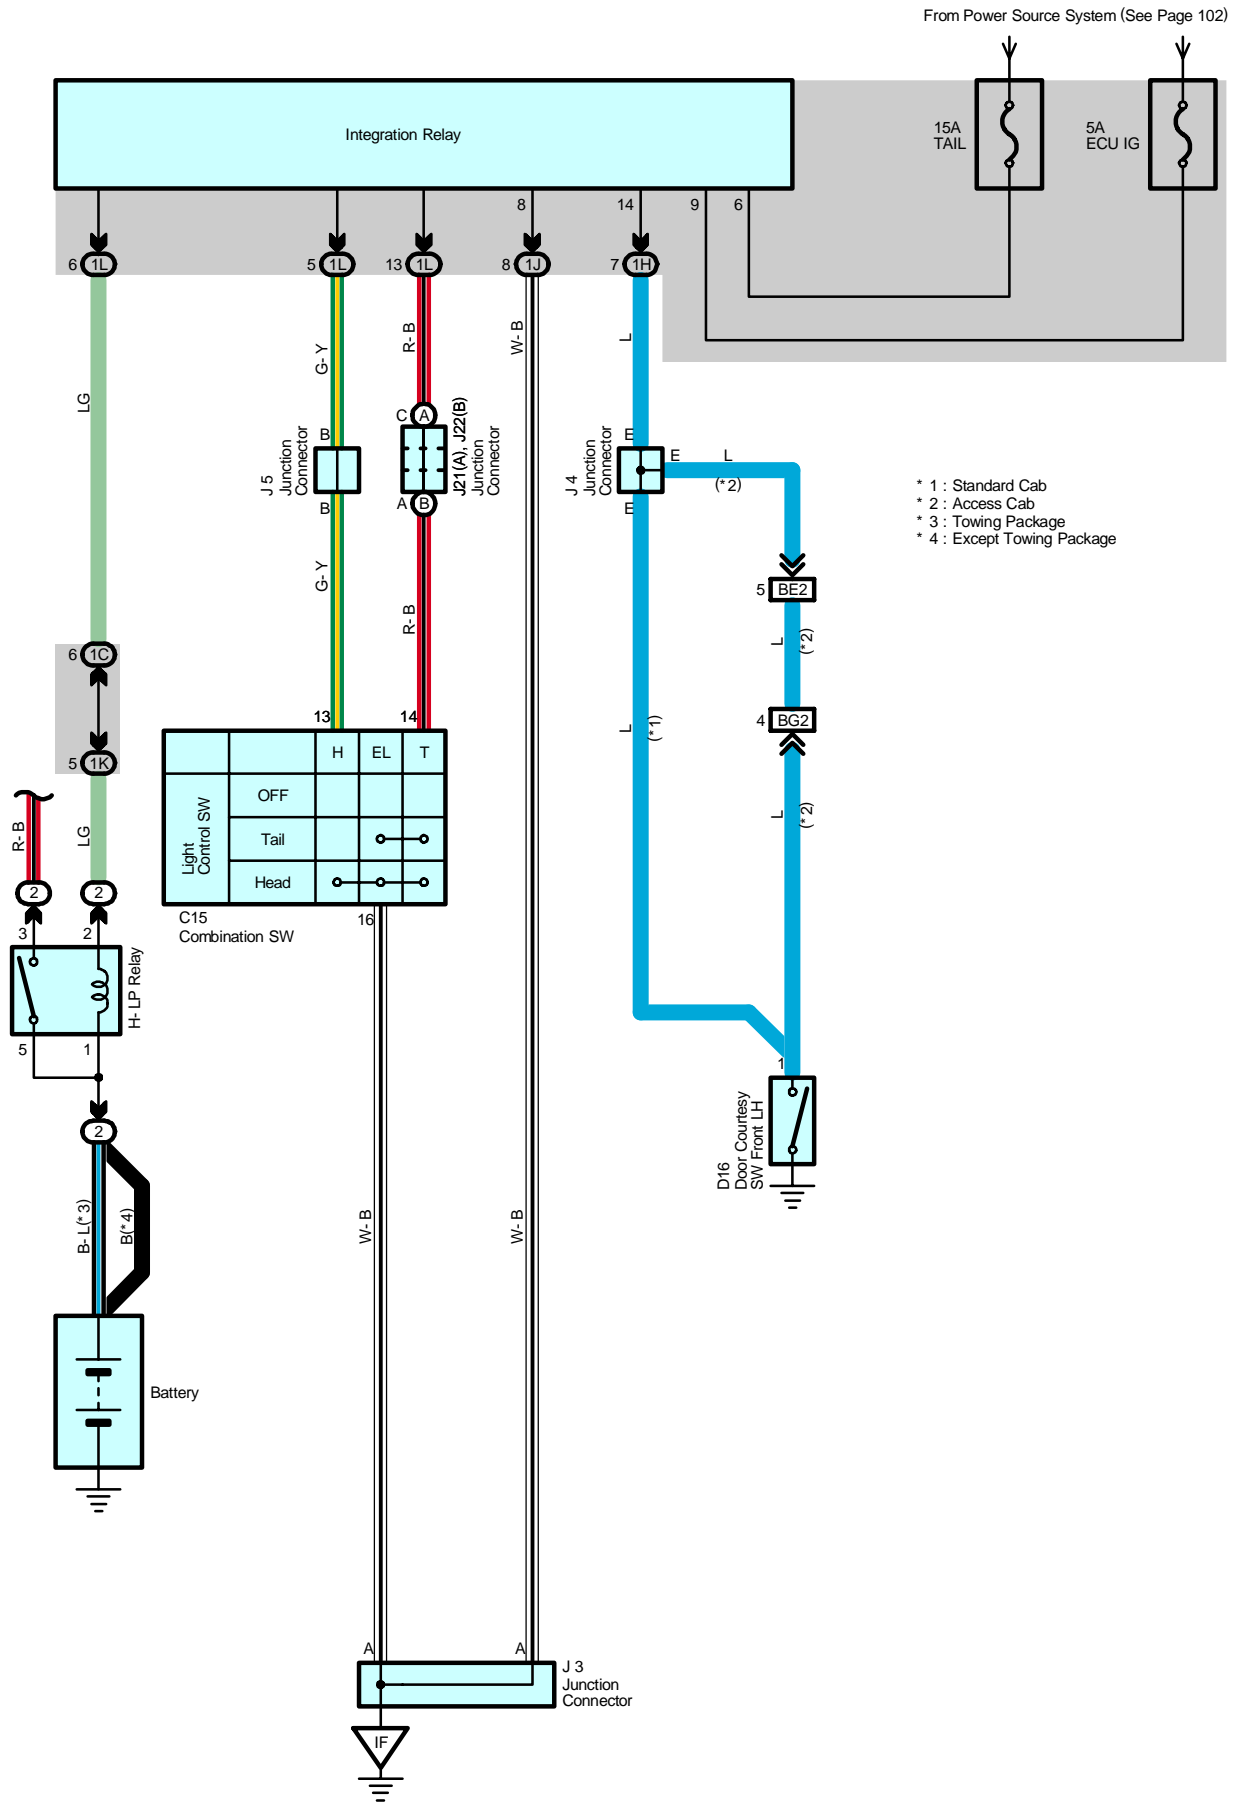 From Power Source System (See Page 102)
Integration Relay
15A
TAIL
5A
ECU IG
8
14
9
6
6 1L
5 1L
13 1L
8 1J
7 1H
LG
G-Y
R-B
W-B
L
C A
B
J 5
Junction
Connector
B
J21(A), J22(B)
Junction
Connector
A B
E
J 4
Junction
Connector
E
E
L
(*2)
* 1 : Standard Cab
* 2 : Access Cab
* 3 : Towing Package
* 4 : Except Towing Package
G-Y
R-B
5 BE2
L
(*2)
6 1C
4 BG2
L
(*1)
5 1K
13
14
H EL T
Light
Control SW
OFF
Tail
Head
C15
Combination SW
16
R-B
LG
L
(*2)
2
2
3
2
H-LP Relay
5
1
1
D16
Door Courtesy
SW Front LH
2
B-L(*3)
B(*4)
W-B
W-B
Battery
A
A
J 3
Junction
Connector
IF